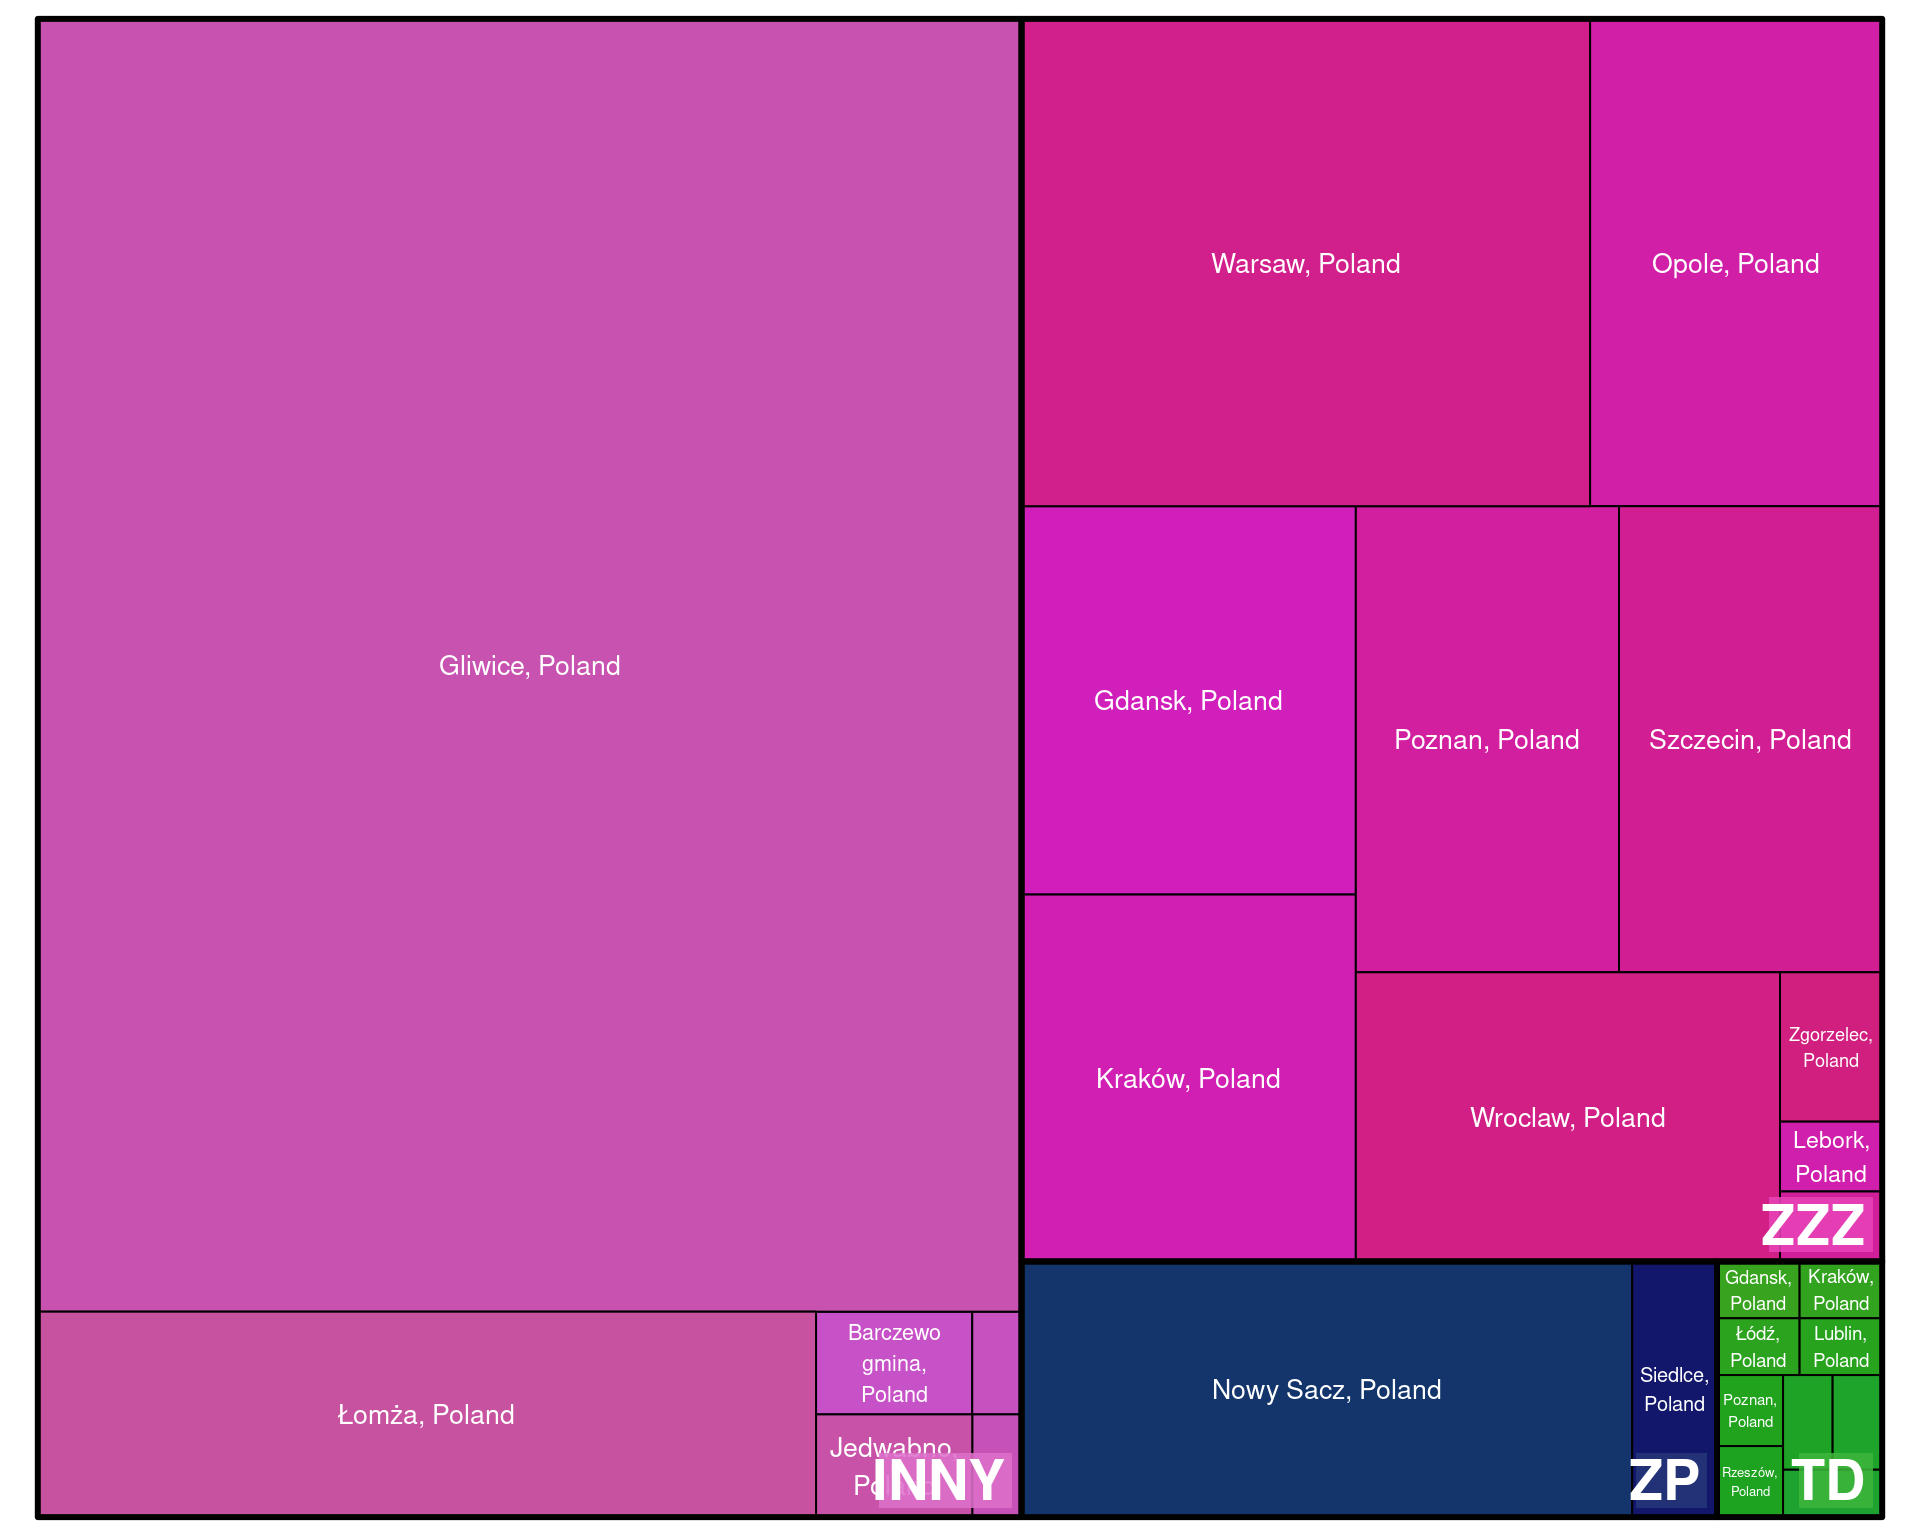 Gliwice, Poland
Łomża, Poland
Barczewo
gmina,
Poland
Jedwabno,
Poland
INNY
Warsaw, Poland
Opole, Poland
Gdansk, Poland
Poznan, Poland
Szczecin, Poland
Kraków, Poland
Wroclaw, Poland
Zgorzelec,
Poland
Lebork,
Poland
ZZZ
Nowy Sacz, Poland
Siedlce,
Poland
ZP
Gdansk,
Poland
Kraków,
Poland
Łódź,
Poland
Lublin,
Poland
Poznan,
Poland
Rzeszów,
Poland
TD